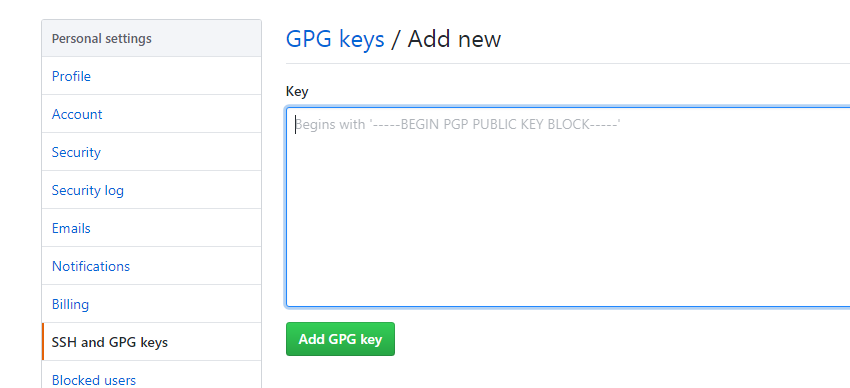 Personal settings
Profile
Account
Security
Security log
Emails
Notifications
Billing
SSH and GPG keys
Blocked users
GPG keys / Add new
Key
Begins with '-----BEGIN PGP PUBLIC KEY BLOCK-----'
Add GPG key